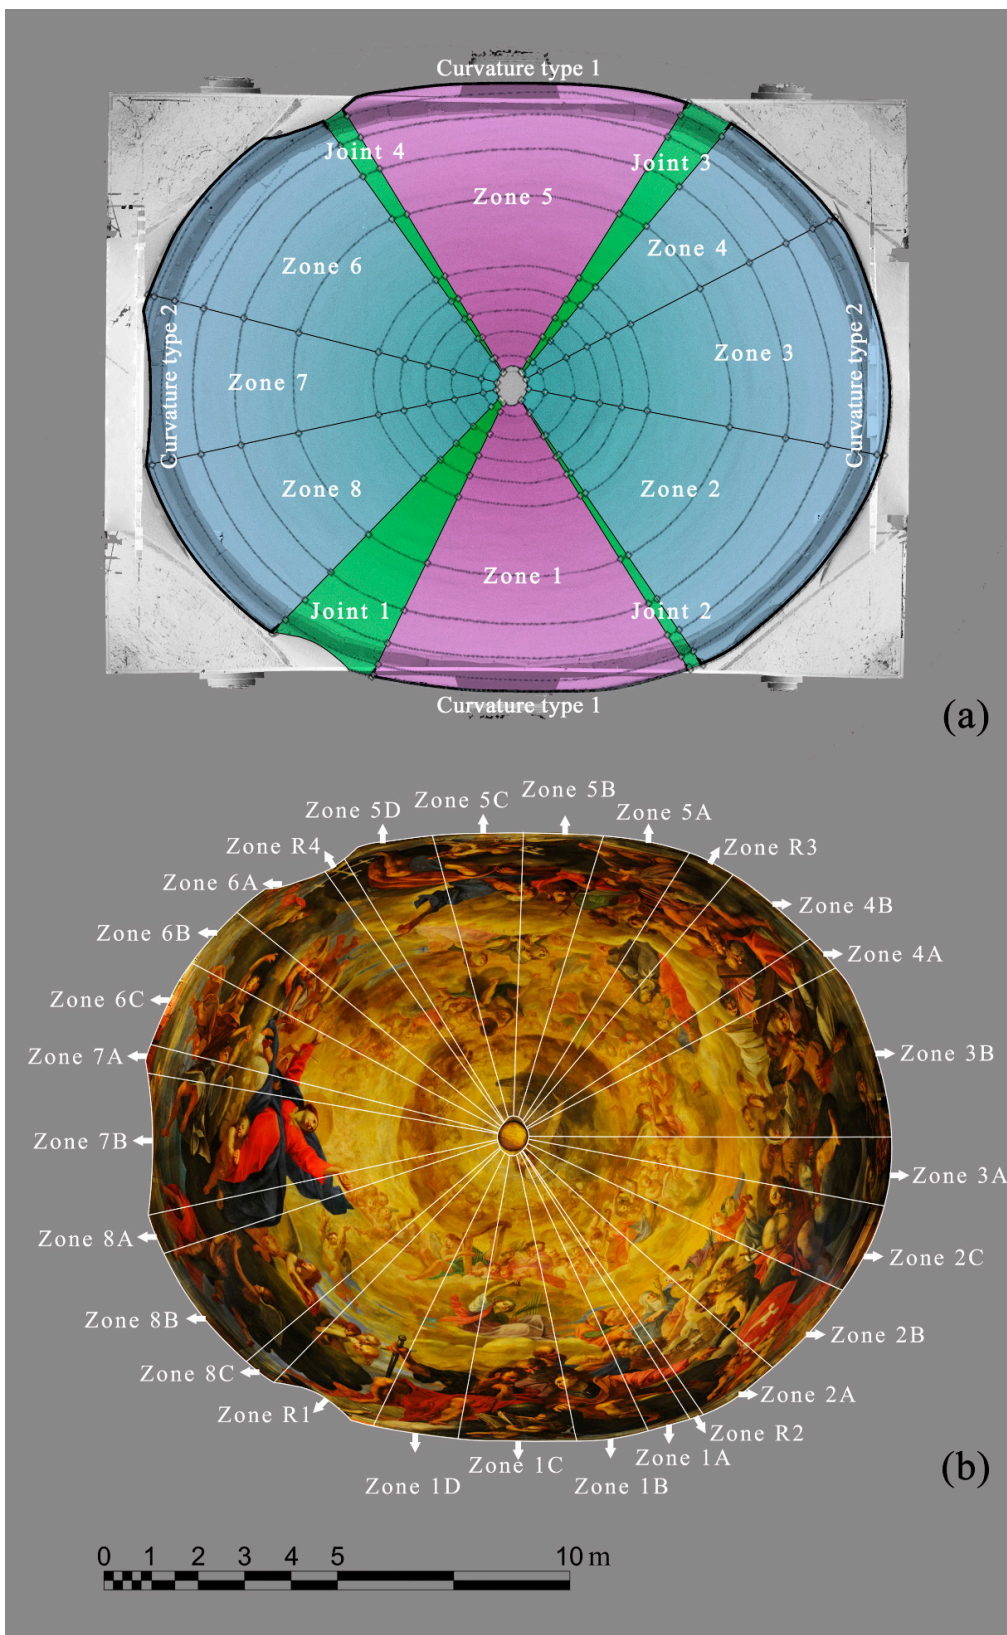 Curvature type 1
Joint 4
Joint 3
Zone 5
Zone 4
Zone 6
Curvature type 2
Zone 7
Zone 3
Curvature type 2
Zone 8
Zone 2
Zone 1
Joint 1
Joint 2
Curvature type 1
(a)
Zone 5D
Zone 5C
Zone 5B
Zone 5A
Zone R4
Zone R3
Zone 6A
Zone 4B
Zone 6B
Zone 4A
Zone 6C
Zone 7A
Zone 3B
Zone 7B
Zone 3A
Zone 8A
Zone 2C
Zone 8B
Zone 2B
Zone 8C
Zone 2A
Zone R1
Zone R2
Zone 1D
Zone 1C
Zone 1B
Zone 1A
(b)
0 1 2 3 4 5 10 m